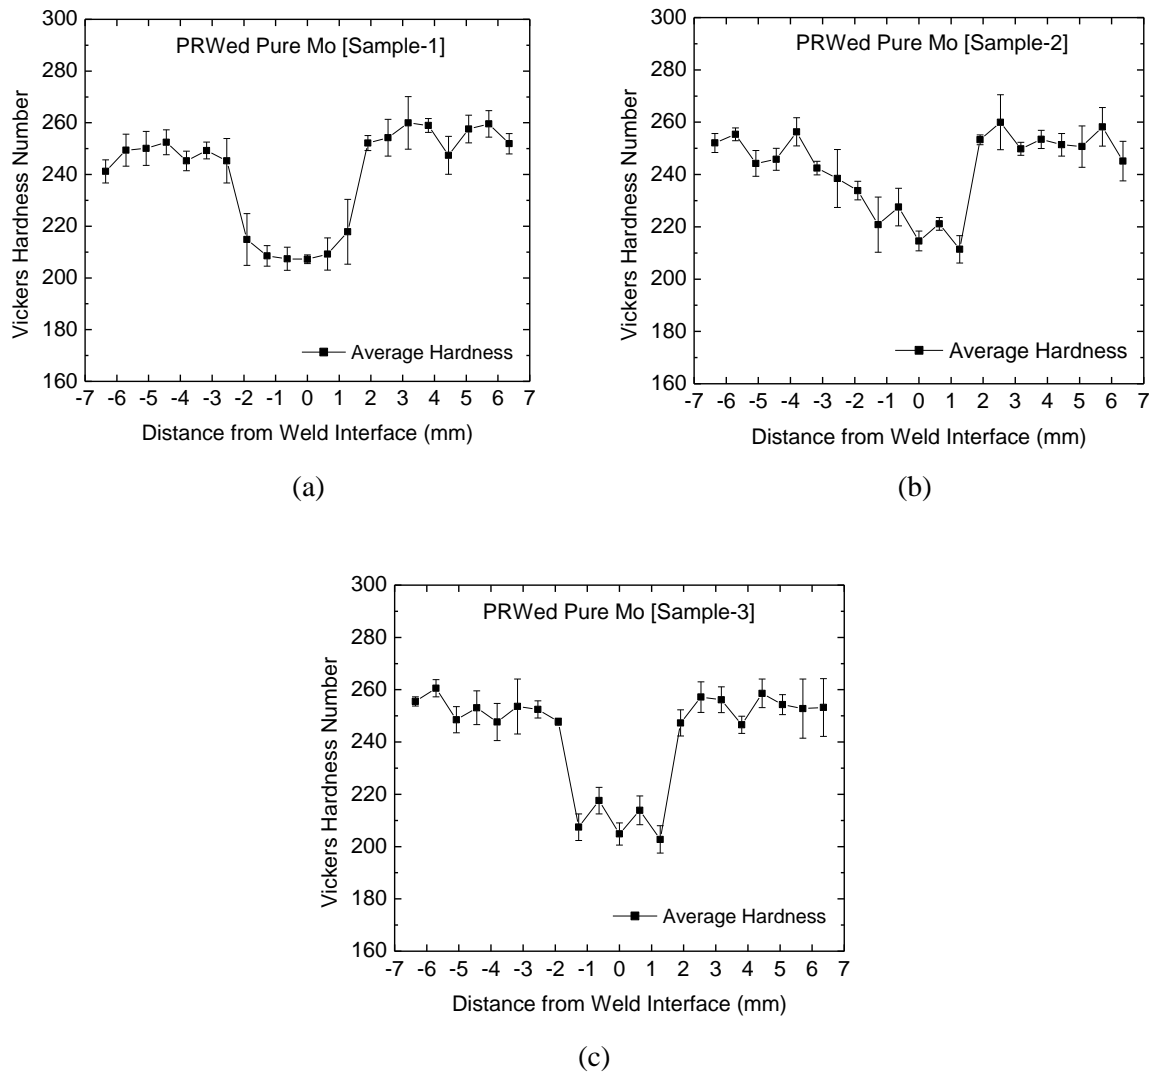 PRWed Pure Mo [Sample-1]
Vickers Hardness Number
300
280
260
240
220
200
180
160
Average Hardness
-7 -6 -5 -4 -3 -2 -1 0 1 2 3 4 5 6 7
Distance from Weld Interface (mm)
(a)
PRWed Pure Mo [Sample-2]
Vickers Hardness Number
300
280
260
240
220
200
180
160
Average Hardness
-7 -6 -5 -4 -3 -2 -1 0 1 2 3 4 5 6 7
Distance from Weld Interface (mm)
(b)
PRWed Pure Mo [Sample-3]
Vickers Hardness Number
300
280
260
240
220
200
180
160
Average Hardness
-7 -6 -5 -4 -3 -2 -1 0 1 2 3 4 5 6 7
Distance from Weld Interface (mm)
(c)